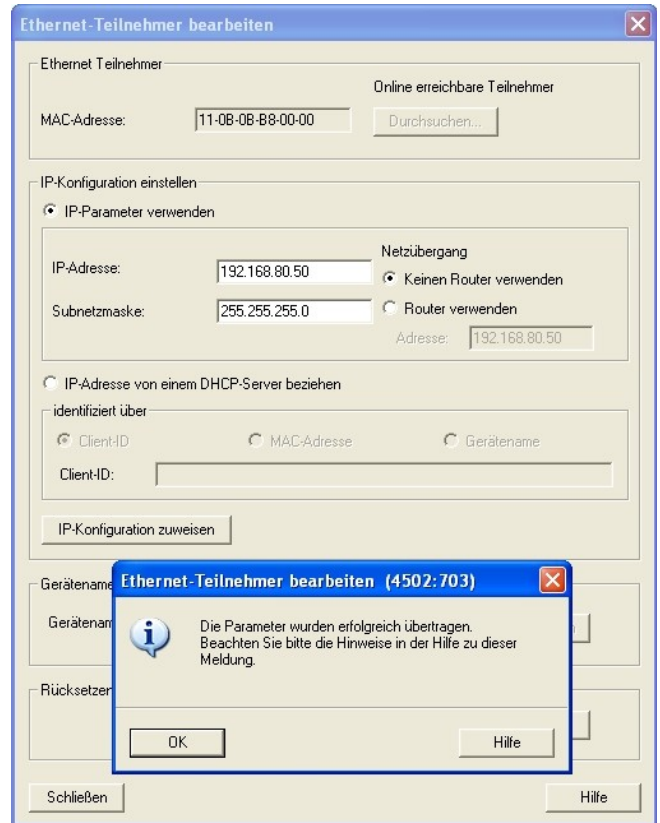 Ethernet-Teilnehmer bearbeiten
Ethernet Teilnehmer
Online erreichbare Teilnehmer
MAC-Adresse: 11-0B-0B-B8-00-00 Durchsuchen...
IP-Konfiguration einstellen
IP-Parameter verwenden
Netzübergang
IP-Adresse: 192.168.80.50 Keinen Router verwenden
Subnetzmaske: 255.255.255.0 Router verwenden
Adresse: 192.168.80.50
IP-Adresse von einem DHCP-Server beziehen
identifiziert über
Client-ID MAC-Adresse Gerätename
Client-ID:
IP-Konfiguration zuweisen
Gerätename
Ethernet-Teilnehmer bearbeiten (4502:703)
Die Parameter wurden erfolgreich übertragen.
Beachten Sie bitte die Hinweise in der Hilfe zu dieser
Meldung.
Rücksetzen
OK Hilfe
Schließen Hilfe